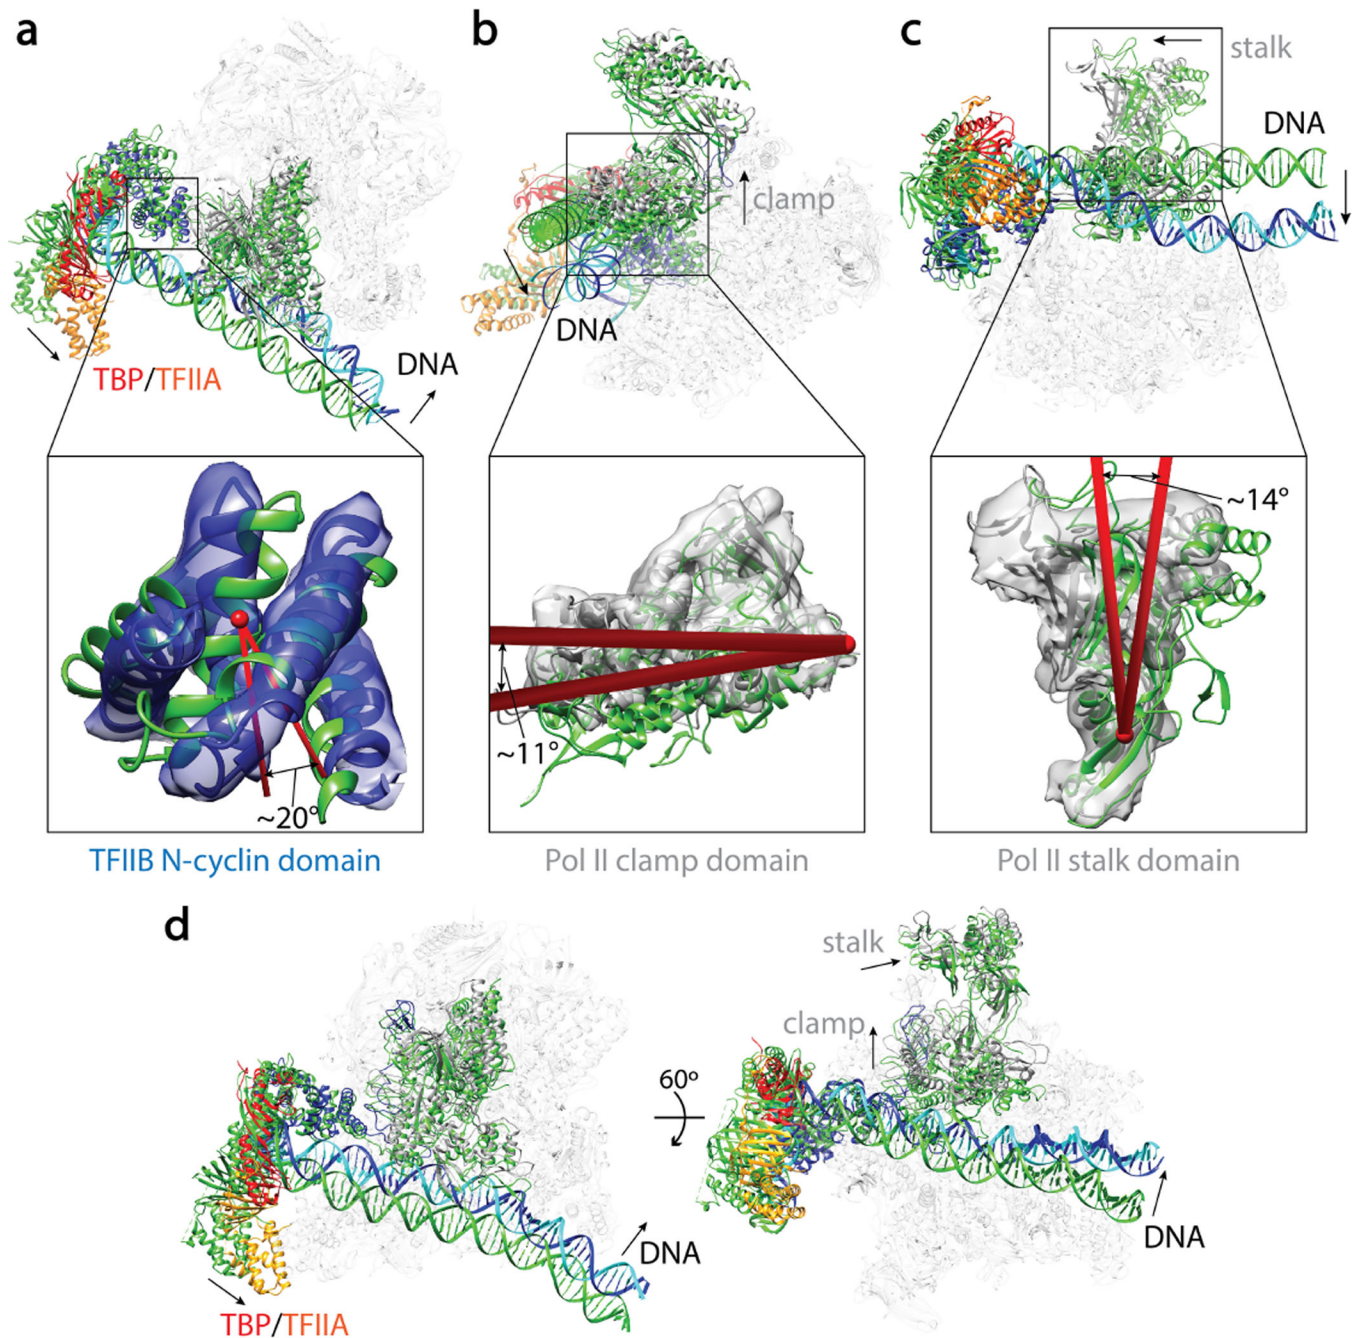 a
TBP/TFIIA
DNA
~20°
TFIIB N-cyclin domain
b
clamp
DNA
~11°
Pol II clamp domain
c
stalk
DNA
~14°
Pol II stalk domain
d
TBP/TFIIA
DNA
60°
stalk
clamp
DNA